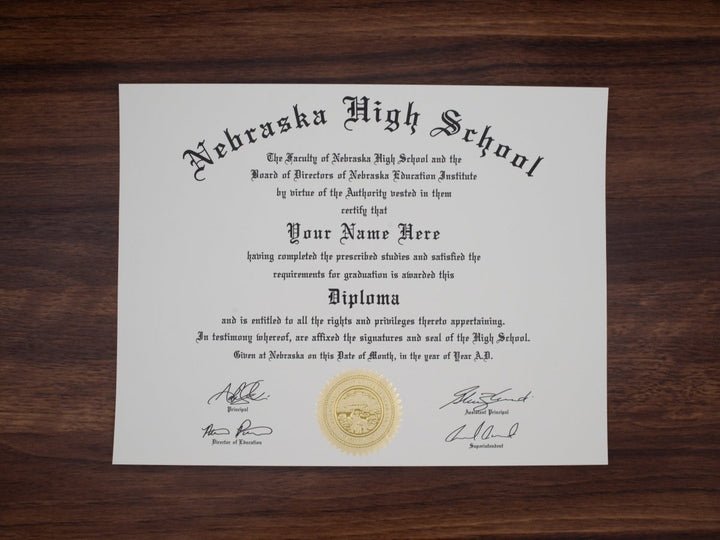 Nebraska High School
The Faculty of Nebraska High School and the
Board of Directors of Nebraska Education Institute
by virtue of the Authority vested in them
certify that
Your Name Here
having completed the prescribed studies and satisfied the
requirements for graduation is awarded this
Diploma
and is entitled to all the rights and privileges thereto appertaining.
In testimony whereof, are affixed the signatures and seal of the High School.
Given at Nebraska on this Date of Month, in the year of Year A.D.
Principal
Assistant Principal
Director of Education
Superintendent